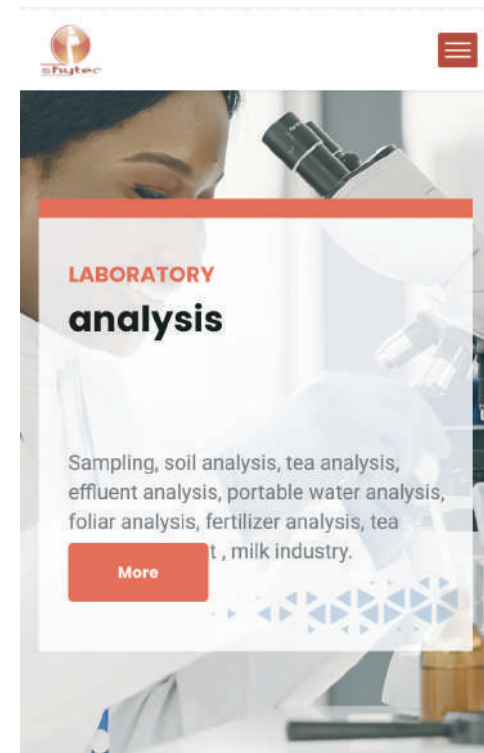 shytec
LABORATORY
analysis
Sampling, soil analysis, tea analysis,
effluent analysis, portable water analysis,
foliar analysis, fertilizer analysis, tea
t , milk industry.
More